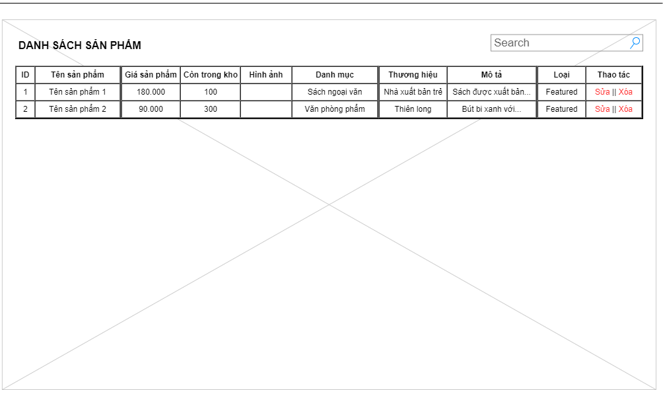 DANH SÁCH SẢN PHẨM
Search
ID Tên sản phẩm Giá sản phẩm Còn trong kho Hình ảnh Danh mục Thương hiệu Mô tả Loại Thao tác
1 Tên sản phẩm 1 180.000 100 Sách ngoại văn Nhà xuất bản trẻ Sách được xuất bản... Featured Sửa || Xóa
2 Tên sản phẩm 2 90.000 300 Văn phòng phẩm Thiên long Bút bi xanh với... Featured Sửa || Xóa